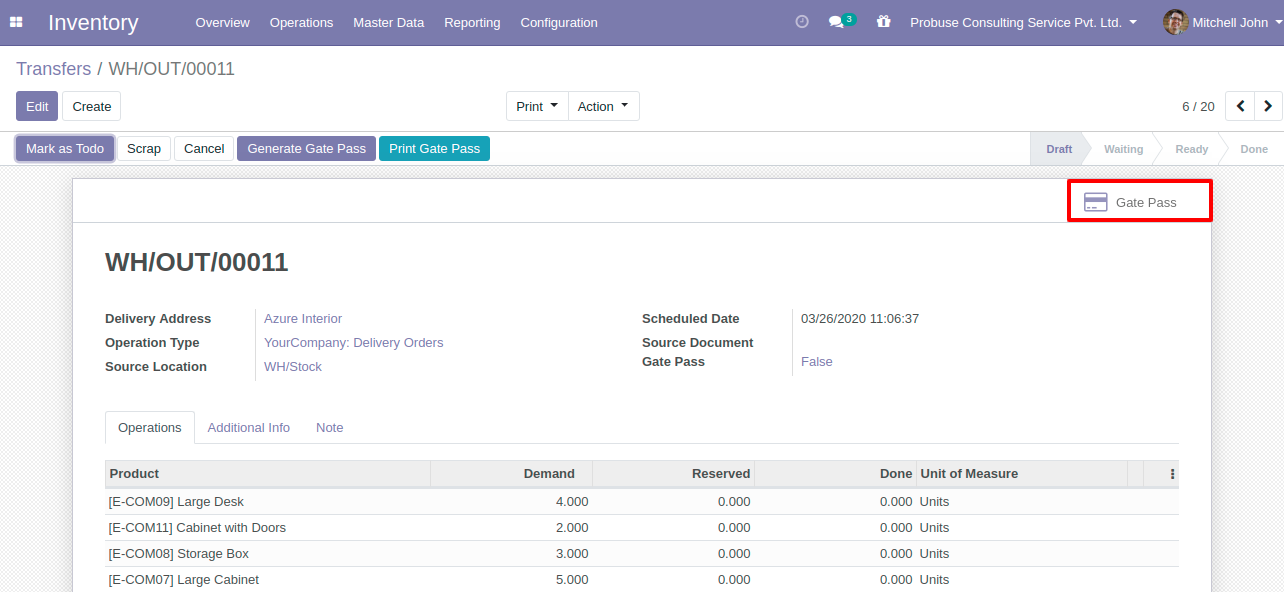 Inventory Overview Operations Master Data Reporting Configuration 3 Probuse Consulting Service Pvt. Ltd. Mitchell John
Transfers / WH/OUT/00011
Edit Create Print Action 6 / 20
Mark as Todo Scrap Cancel Generate Gate Pass Print Gate Pass Draft Waiting Ready Done
Gate Pass
WH/OUT/00011
Delivery Address Azure Interior Scheduled Date 03/26/2020 11:06:37
Operation Type YourCompany: Delivery Orders Source Document
Source Location WH/Stock Gate Pass False
Operations Additional Info Note
Product Demand Reserved Done Unit of Measure
[E-COM09] Large Desk 4.000 0.000 0.000 Units
[E-COM11] Cabinet with Doors 2.000 0.000 0.000 Units
[E-COM08] Storage Box 3.000 0.000 0.000 Units
[E-COM07] Large Cabinet 5.000 0.000 0.000 Units